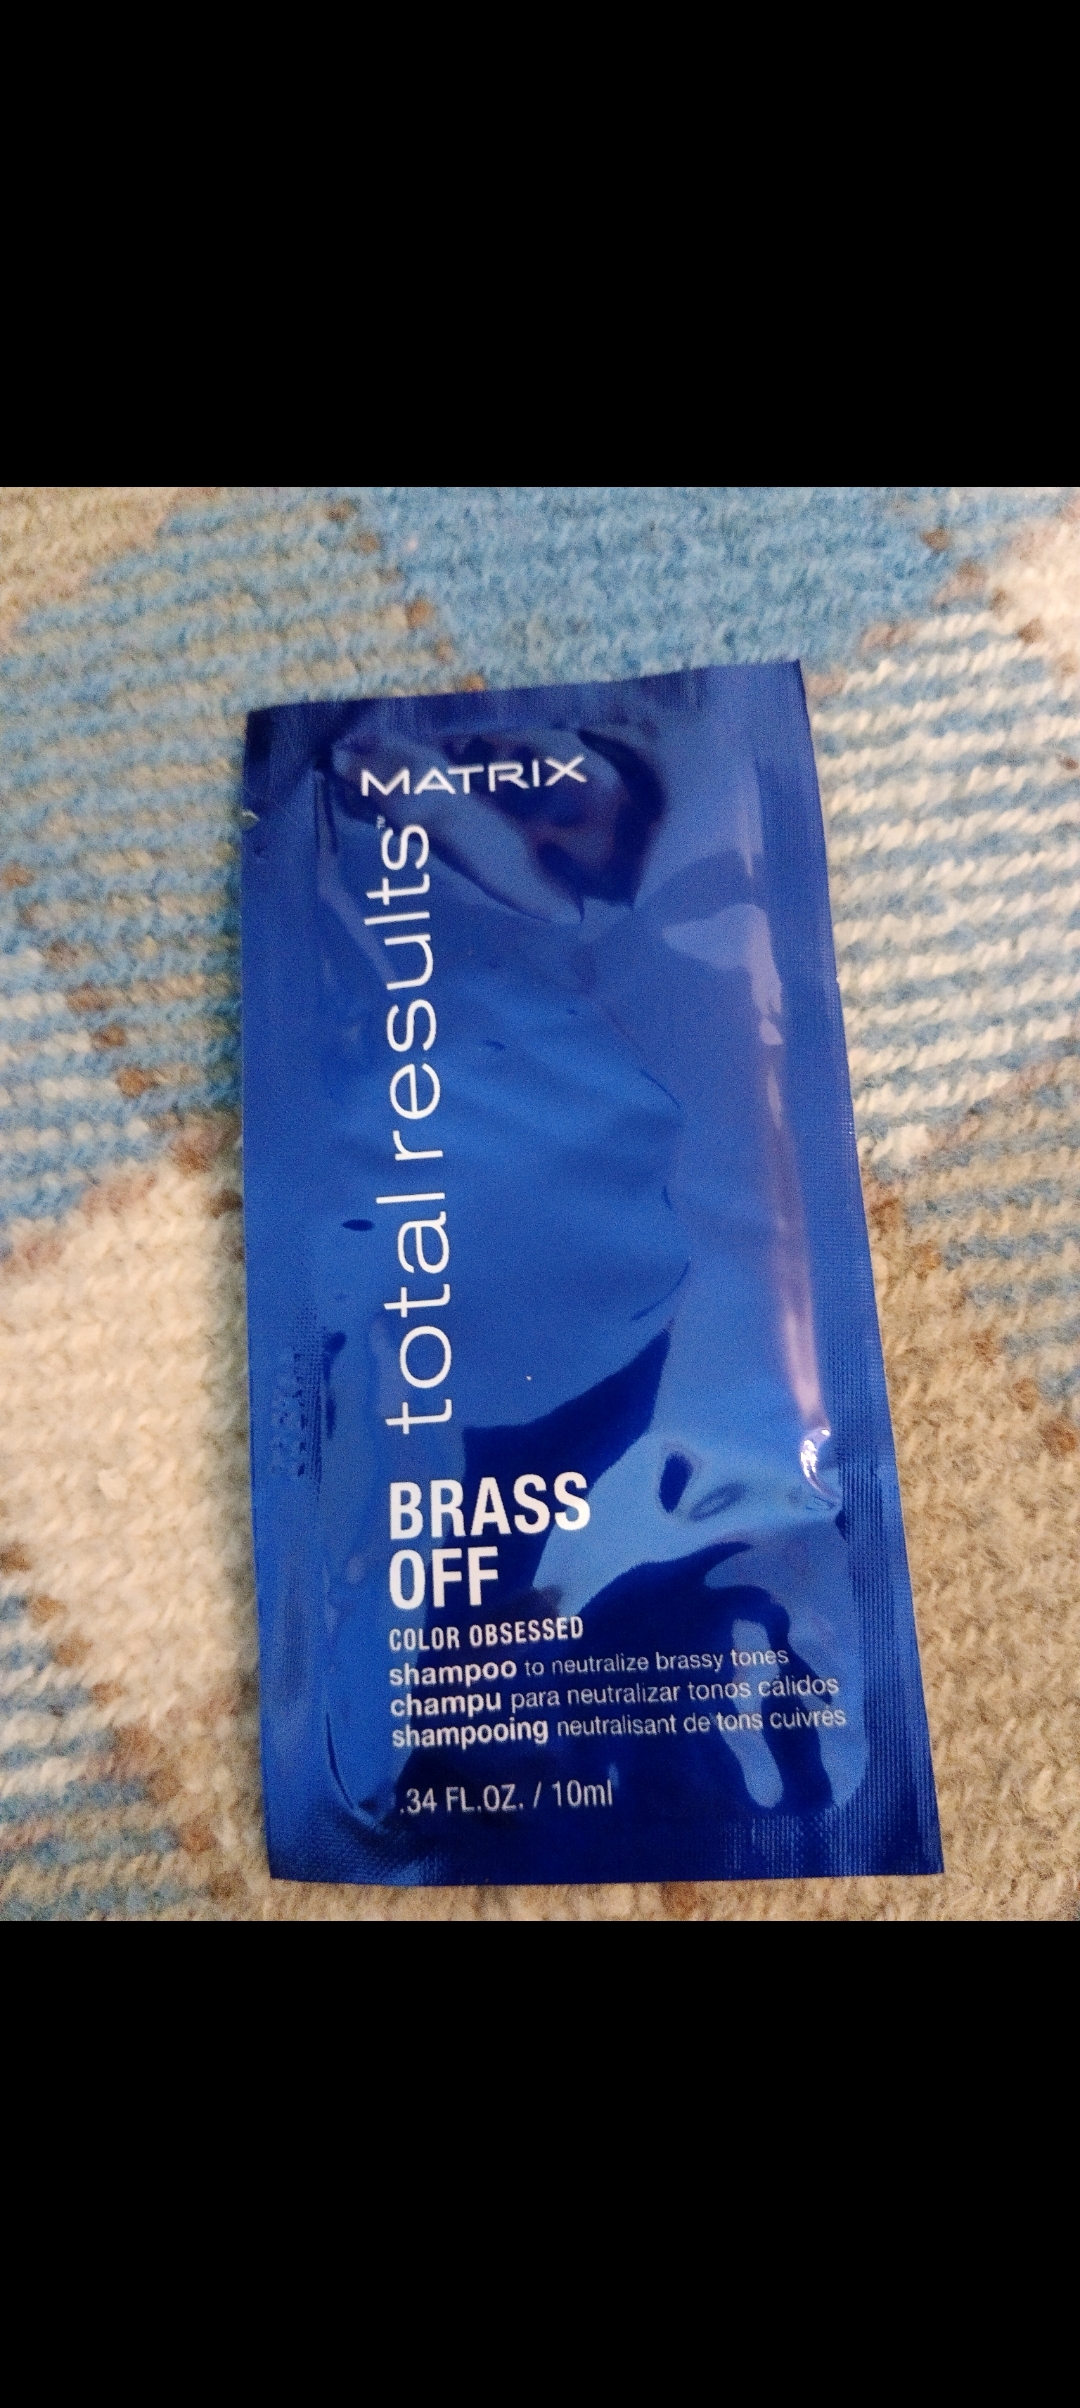 MATRIX
total results™
BRASS
OFF
COLOR OBSESSED
shampoo to neutralize brassy tones
champu para neutralizar tonos cálidos
shampooing neutralisant de tons cuivrés
.34 FL.OZ. / 10ml